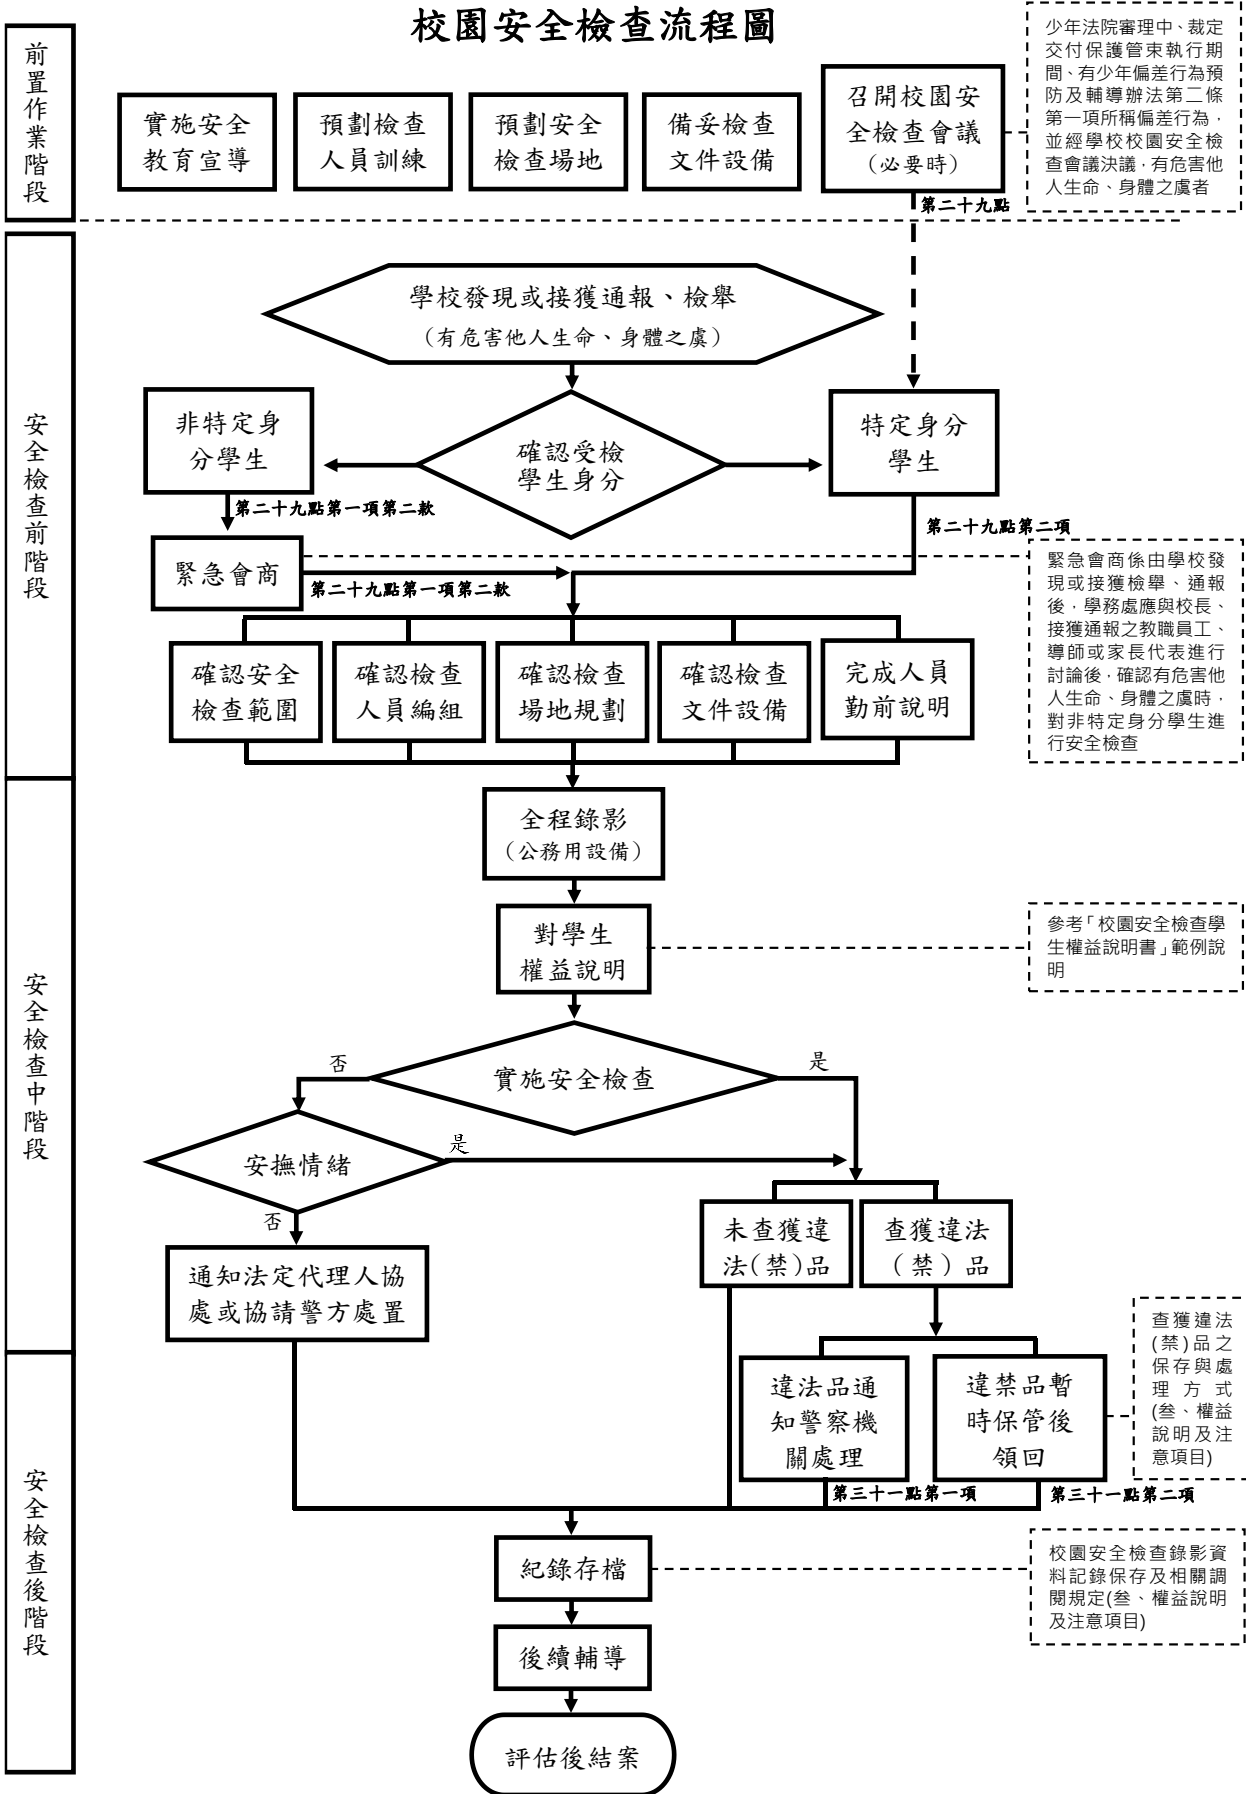 校園安全檢查流程圖
前置作業階段
實施安全
教育宣導
預劃檢查
人員訓練
預劃安全
檢查場地
備妥檢查
文件設備
召開校園安
全檢查會議
(必要時)
少年法院審理中、裁定
交付保護管束執行期
間、有少年偏差行為預
防及輔導辦法第二條
第一項所稱偏差行為，
並經學校校園安全檢
查會議決議，有危害他
人生命、身體之虞者
第二十九點
安全檢查前階段
學校發現或接獲通報、檢舉
（有危害他人生命、身體之虞）
非特定身
分學生
確認受檢
學生身分
特定身分
學生
第二十九點第一項第二款
第二十九點第二項
緊急會商
第二十九點第一項第二款
緊急會商係由學校發
現或接獲檢舉、通報
後，學務處應與校長、
接獲通報之教職員工、
導師或家長代表進行
討論後，確認有危害他
人生命、身體之虞時，
對非特定身分學生進
行安全檢查
確認安全
檢查範圍
確認檢查
人員編組
確認檢查
場地規劃
確認檢查
文件設備
完成人員
勤前說明
安全檢查中階段
全程錄影
（公務用設備）
對學生
權益說明
參考「校園安全檢查學
生權益說明書」範例說
明
實施安全檢查
否
是
安撫情緒
是
否
通知法定代理人協
處或協請警方處置
未查獲違
法(禁)品
查獲違法
（禁）品
查獲違法
(禁)品之
保存與處
理方式
(叁、權益
說明及注
意項目)
違法品通
知警察機
關處理
違禁品暫
時保管後
領回
第三十一點第一項
第三十一點第二項
安全檢查後階段
紀錄存檔
校園安全檢查錄影資
料記錄保存及相關調
閱規定(叁、權益說明
及注意項目)
後續輔導
評估後結案